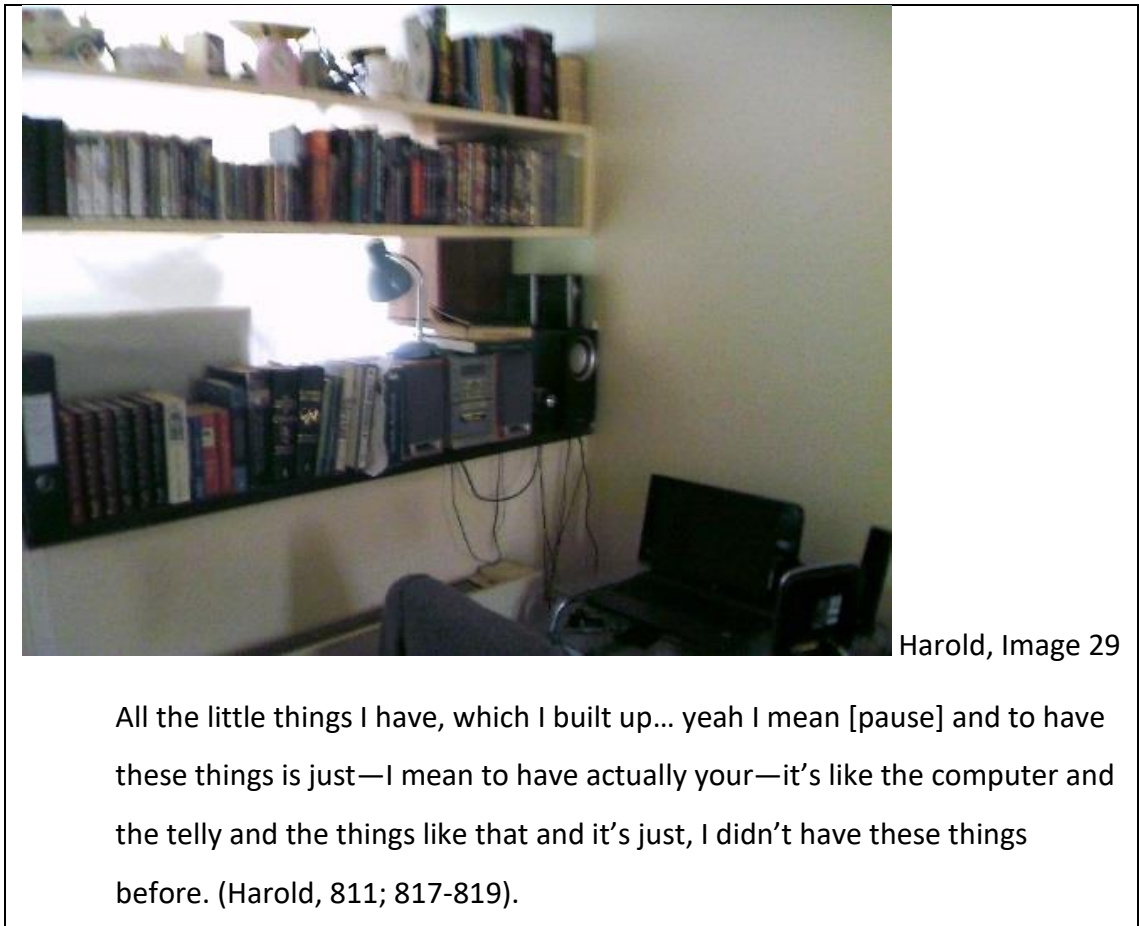 Harold, Image 29
All the little things I have, which I built up… yeah I mean [pause] and to have
these things is just—I mean to have actually your—it’s like the computer and
the telly and the things like that and it’s just, I didn’t have these things
before. (Harold, 811; 817-819).